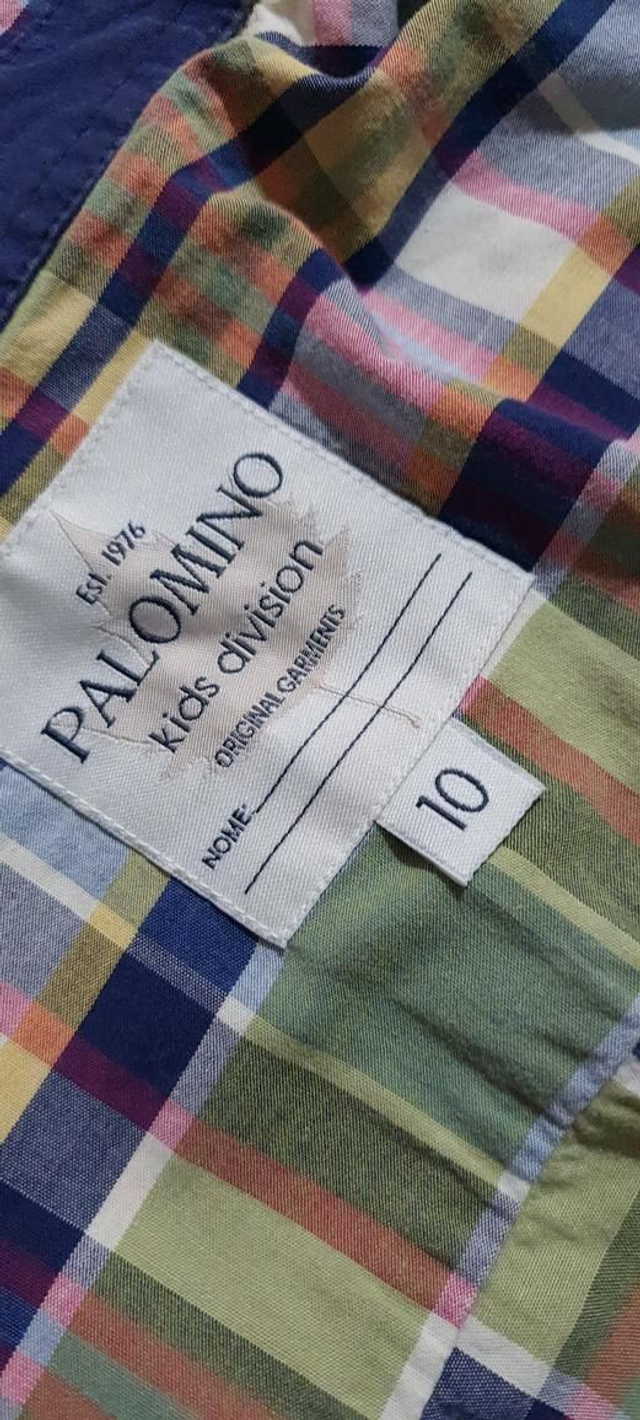 Est. 1976
PALOMINO
kids division
ORIGINAL GARMENTS
NOME:
10